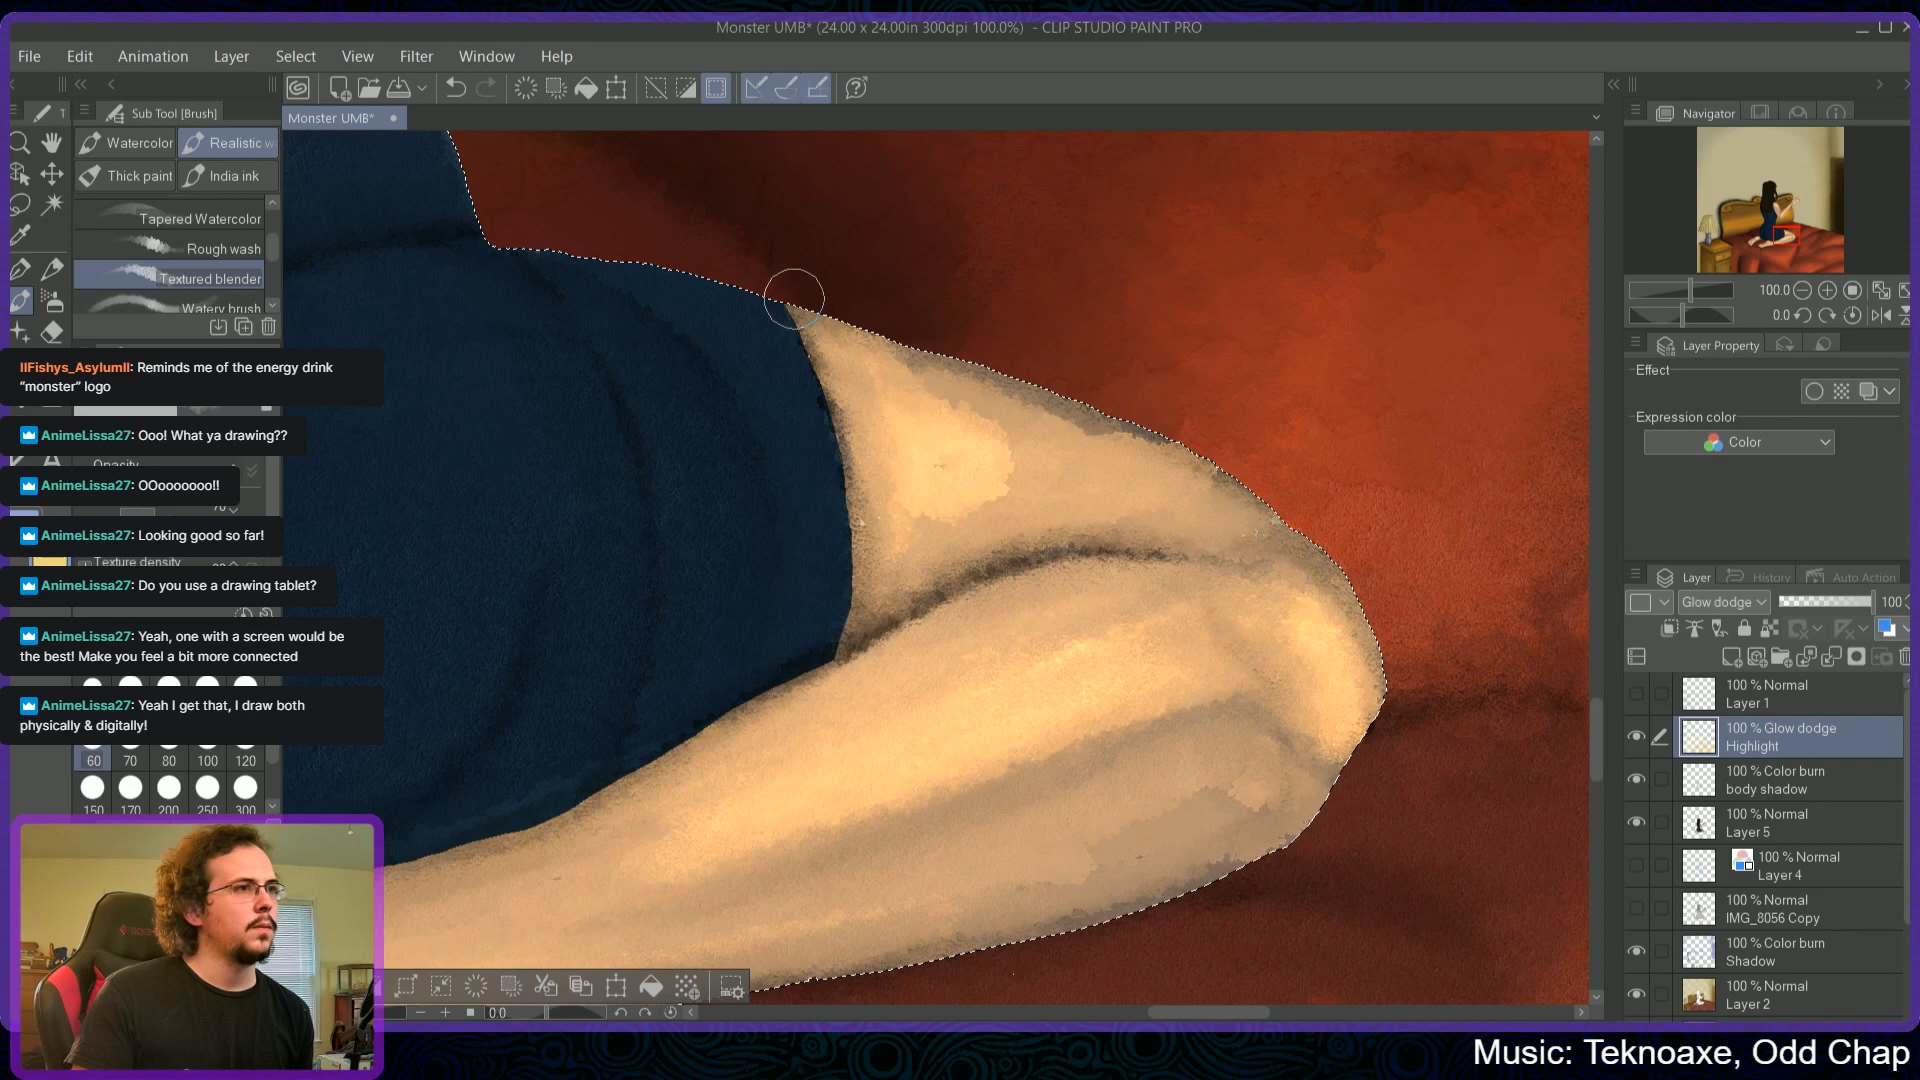 Monster UMB* (24.00 x 24.00in 300dpi 100.0%) - CLIP STUDIO PAINT PRO
File Edit Animation Layer Select View Filter Window Help
Sub Tool [Brush]
Monster UMB*
Navigator
Watercolor
Realistic w
Thick paint
India ink
Tapered Watercolor
Rough wash
Textured blender
Watery brush
100.0
0.0
Layer Property
Effect
Expression color
Color
IIFishys_AsylumII: Reminds me of the energy drink
“monster” logo
AnimeLissa27: Ooo! What ya drawing??
Opacity
AnimeLissa27: OOooooooo!!
70
AnimeLissa27: Looking good so far!
Texture density
AnimeLissa27: Do you use a drawing tablet?
AnimeLissa27: Yeah, one with a screen would be
the best! Make you feel a bit more connected
AnimeLissa27: Yeah I get that, I draw both
physically & digitally!
60 70 80 100 120
150 170 200 250 300
Layer History Auto Action
Glow dodge 100
100 % Normal
Layer 1
100 % Glow dodge
Highlight
100 % Color burn
body shadow
100 % Normal
Layer 5
100 % Normal
Layer 4
100 % Normal
IMG_8056 Copy
100 % Color burn
Shadow
100 % Normal
Layer 2
0.0
Music: Teknoaxe, Odd Chap